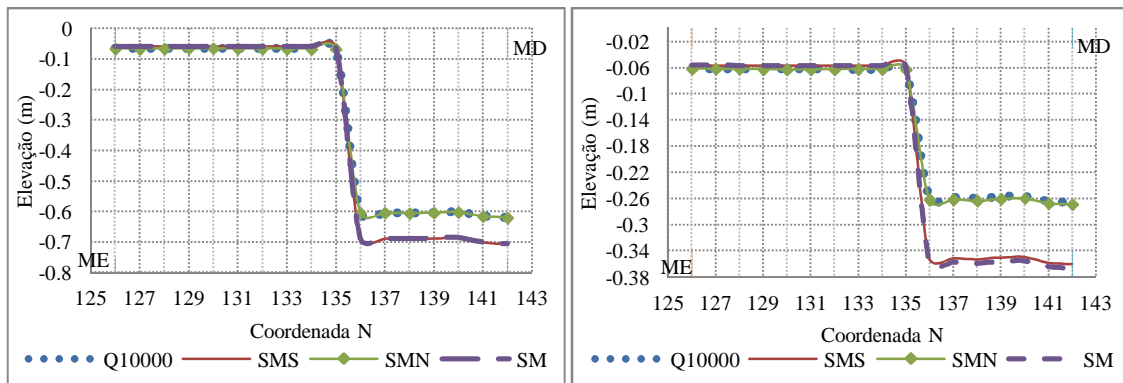 0
-0.1
-0.2
-0.3
-0.4
-0.5
-0.6
-0.7
-0.8
Elevação (m)
MD
ME
125 127 129 131 133 135 137 139 141 143
Coordenada N
Q10000 SMS SMN SM
-0.02
-0.06
-0.1
-0.14
-0.18
-0.22
-0.26
-0.3
-0.34
-0.38
Elevação (m)
MD
ME
125 127 129 131 133 135 137 139 141 143
Coordenada N
Q10000 SMS SMN SM